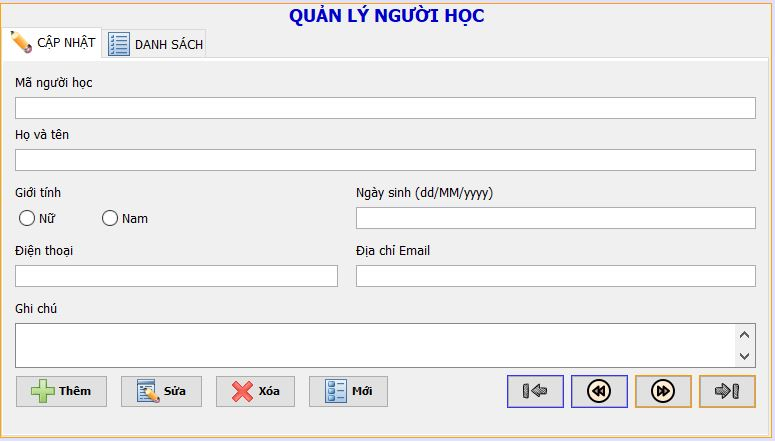 QUẢN LÝ NGƯỜI HỌC
CẬP NHẬT DANH SÁCH
Mã người học
Họ và tên
Giới tính Ngày sinh (dd/MM/yyyy)
Nữ Nam
Điện thoại Địa chỉ Email
Ghi chú
Thêm Sửa Xóa Mới